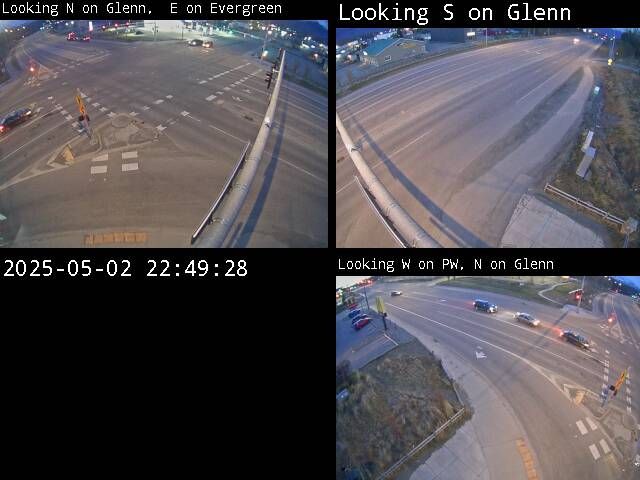 Looking N on Glenn,  E on Evergreen
Looking S on Glenn
2025-05-02 22:49:28
Looking W on PW, N on Glenn